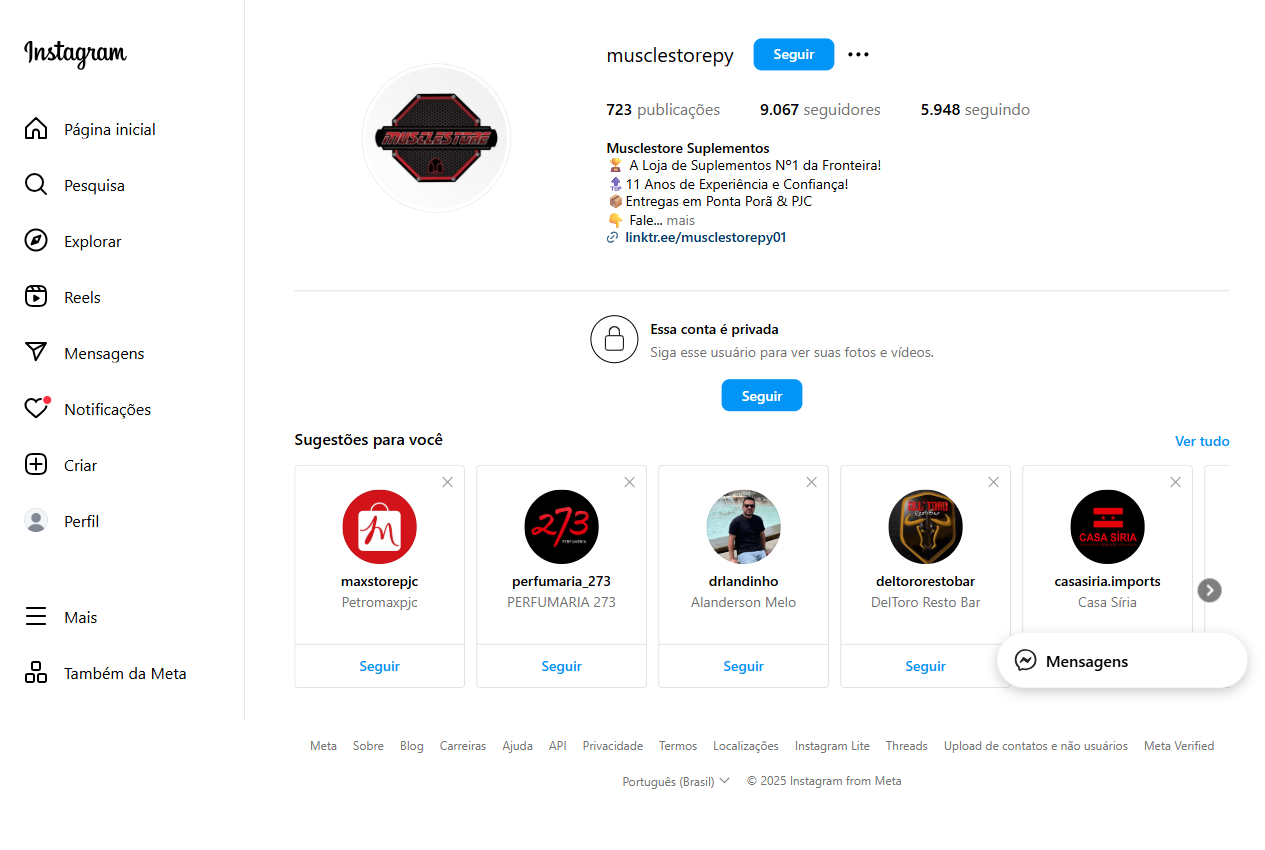 Instagram
Página inicial
Pesquisa
Explorar
Reels
Mensagens
Notificações
Criar
Perfil
Mais
Também da Meta
musclestorepy
Seguir
MUSCLESTORE
723 publicações
9.067 seguidores
5.948 seguindo
Musclestore Suplementos
🏆 A Loja de Suplementos Nº1 da Fronteira!
🔝 11 Anos de Experiência e Confiança!
📦 Entregas em Ponta Porã & PJC
👇 Fale... mais
linktr.ee/musclestorepy01
Essa conta é privada
Siga esse usuário para ver suas fotos e vídeos.
Seguir
Sugestões para você
Ver tudo
M
maxstorepjc
Petromaxpjc
Seguir
273
PERFUMARIA
perfumaria_273
PERFUMARIA 273
Seguir
drlandinho
Alanderson Melo
Seguir
deltororestobar
DelToro Resto Bar
Seguir
CASA SÍRIA
casasiria.imports
Casa Síria
Mensagens
Meta
Sobre
Blog
Carreiras
Ajuda
API
Privacidade
Termos
Localizações
Instagram Lite
Threads
Upload de contatos e não usuários
Meta Verified
Português (Brasil)
© 2025 Instagram from Meta